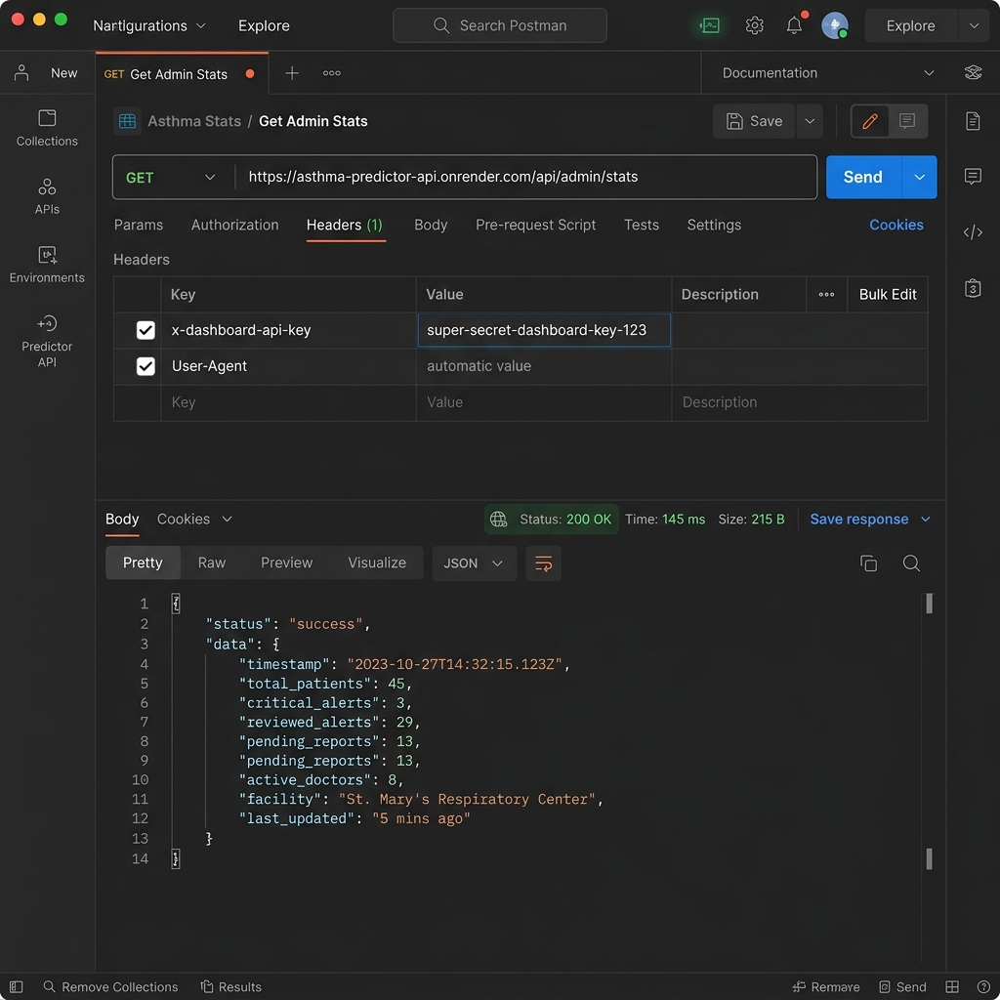 Nartlgurations Explore Search Postman Explore
New GET Get Admin Stats Documentation
Asthma Stats / Get Admin Stats Save
Collections
GET https://asthma-predictor-api.onrender.com/api/admin/stats Send
APIs
Params Authorization Headers (1) Body Pre-request Script Tests Settings Cookies
Headers
Environments
Key Value Description Bulk Edit
x-dashboard-api-key super-secret-dashboard-key-123
Predictor
API
User-Agent automatic value
Key Value Description
3
Body Cookies Status: 200 OK Time: 145 ms Size: 215 B Save response
Pretty Raw Preview Visualize JSON
1 {
2 "status": "success",
3 "data": {
4 "timestamp": "2023-10-27T14:32:15.123Z",
5 "total_patients": 45,
6 "critical_alerts": 3,
7 "reviewed_alerts": 29,
8 "pending_reports": 13,
9 "pending_reports": 13,
10 "active_doctors": 8,
11 "facility": "St. Mary's Respiratory Center",
12 "last_updated": "5 mins ago"
13 }
14 }
Remove Collections Results Remave Send